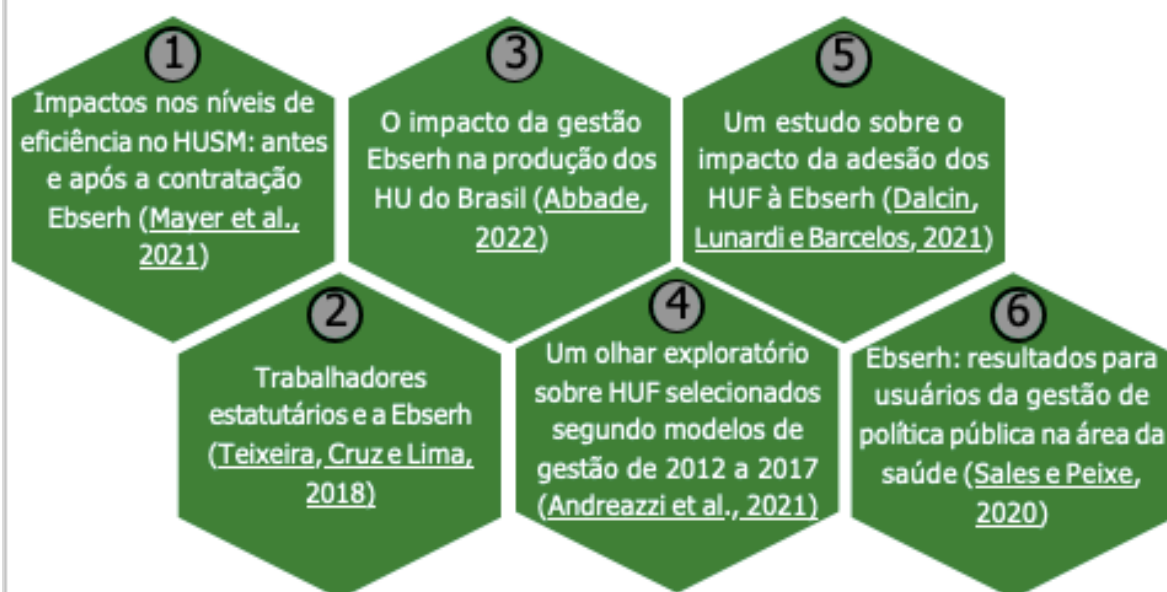 1
Impactos nos níveis de
eficiência no HUSM: antes
e após a contratação
Ebserh (Mayer et al.,
2021)
2
Trabalhadores
estatutários e a Ebserh
(Teixeira, Cruz e Lima,
2018)
3
O impacto da gestão
Ebserh na produção dos
HU do Brasil (Abbade,
2022)
4
Um olhar exploratório
sobre HUF selecionados
segundo modelos de
gestão de 2012 a 2017
(Andreazzi et al., 2021)
5
Um estudo sobre o
impacto da adesão dos
HUF à Ebserh (Dalcin,
Lunardi e Barcelos, 2021)
6
Ebserh: resultados para
usuários da gestão de
política pública na área da
saúde (Sales e Peixe,
2020)